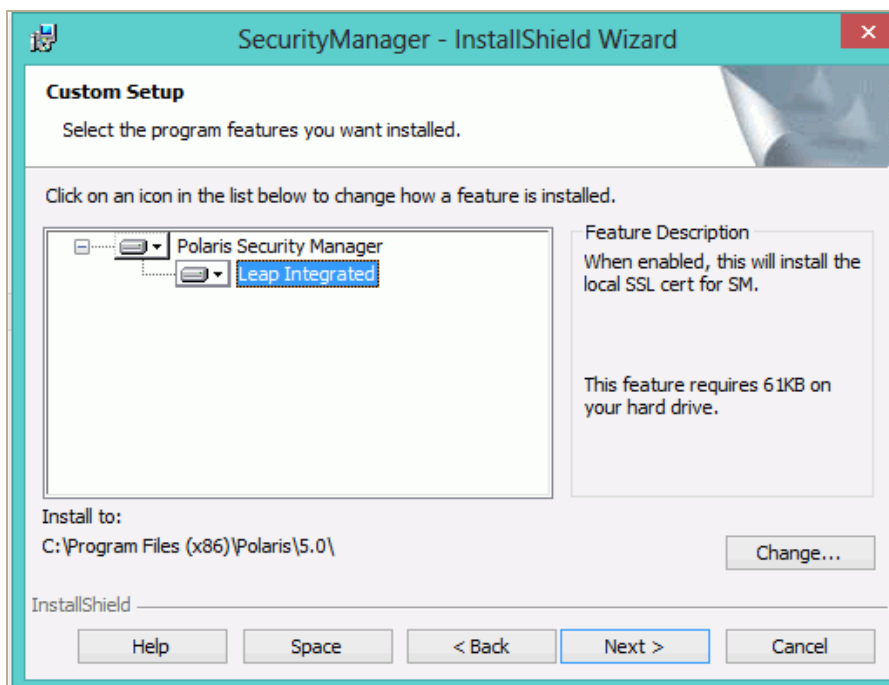 SecurityManager - InstallShield Wizard
Custom Setup
Select the program features you want installed.
Click on an icon in the list below to change how a feature is installed.
Polaris Security Manager
Leap Integrated
Feature Description
When enabled, this will install the
local SSL cert for SM.
This feature requires 61KB on
your hard drive.
Install to:
C:\Program Files (x86)\Polaris\5.0\
Change...
InstallShield
Help
Space
< Back
Next >
Cancel